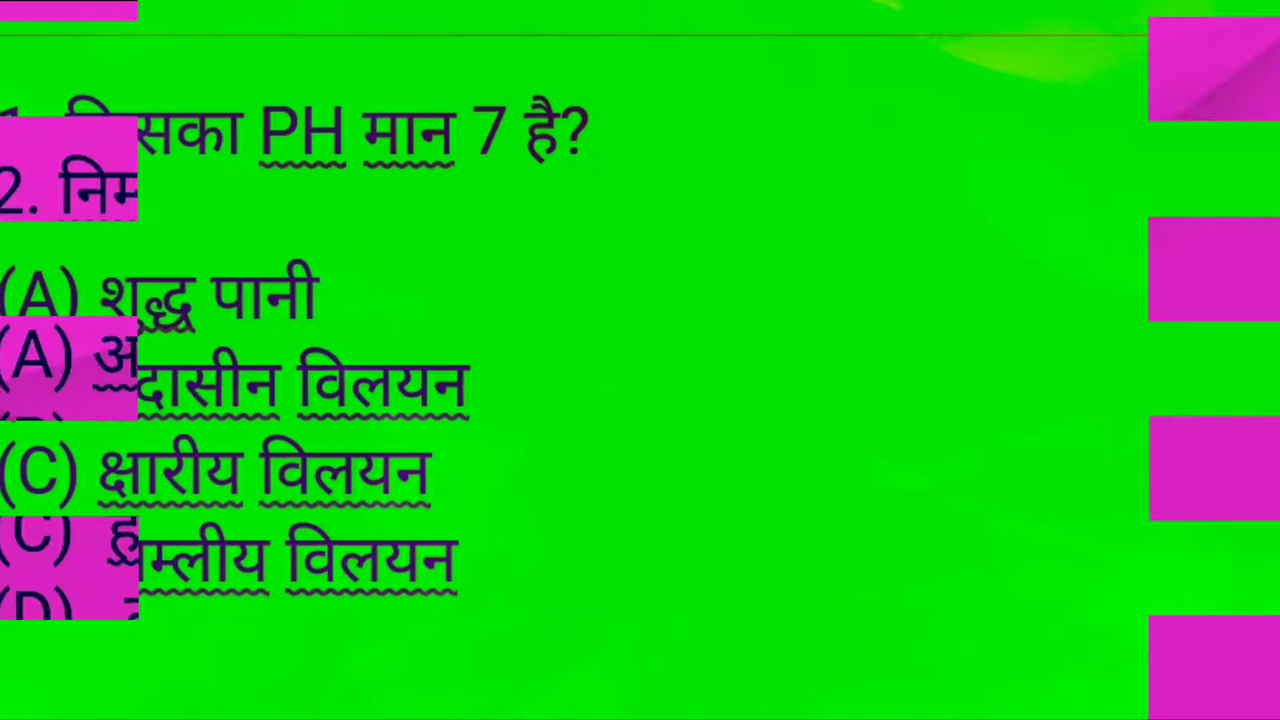 सका PH मान 7 है?
2. निम
(A) शुद्ध पानी
(A) अ
दासीन विलयन
(C) क्षारीय विलयन
(C) ह
म्लीय विलयन
(D)